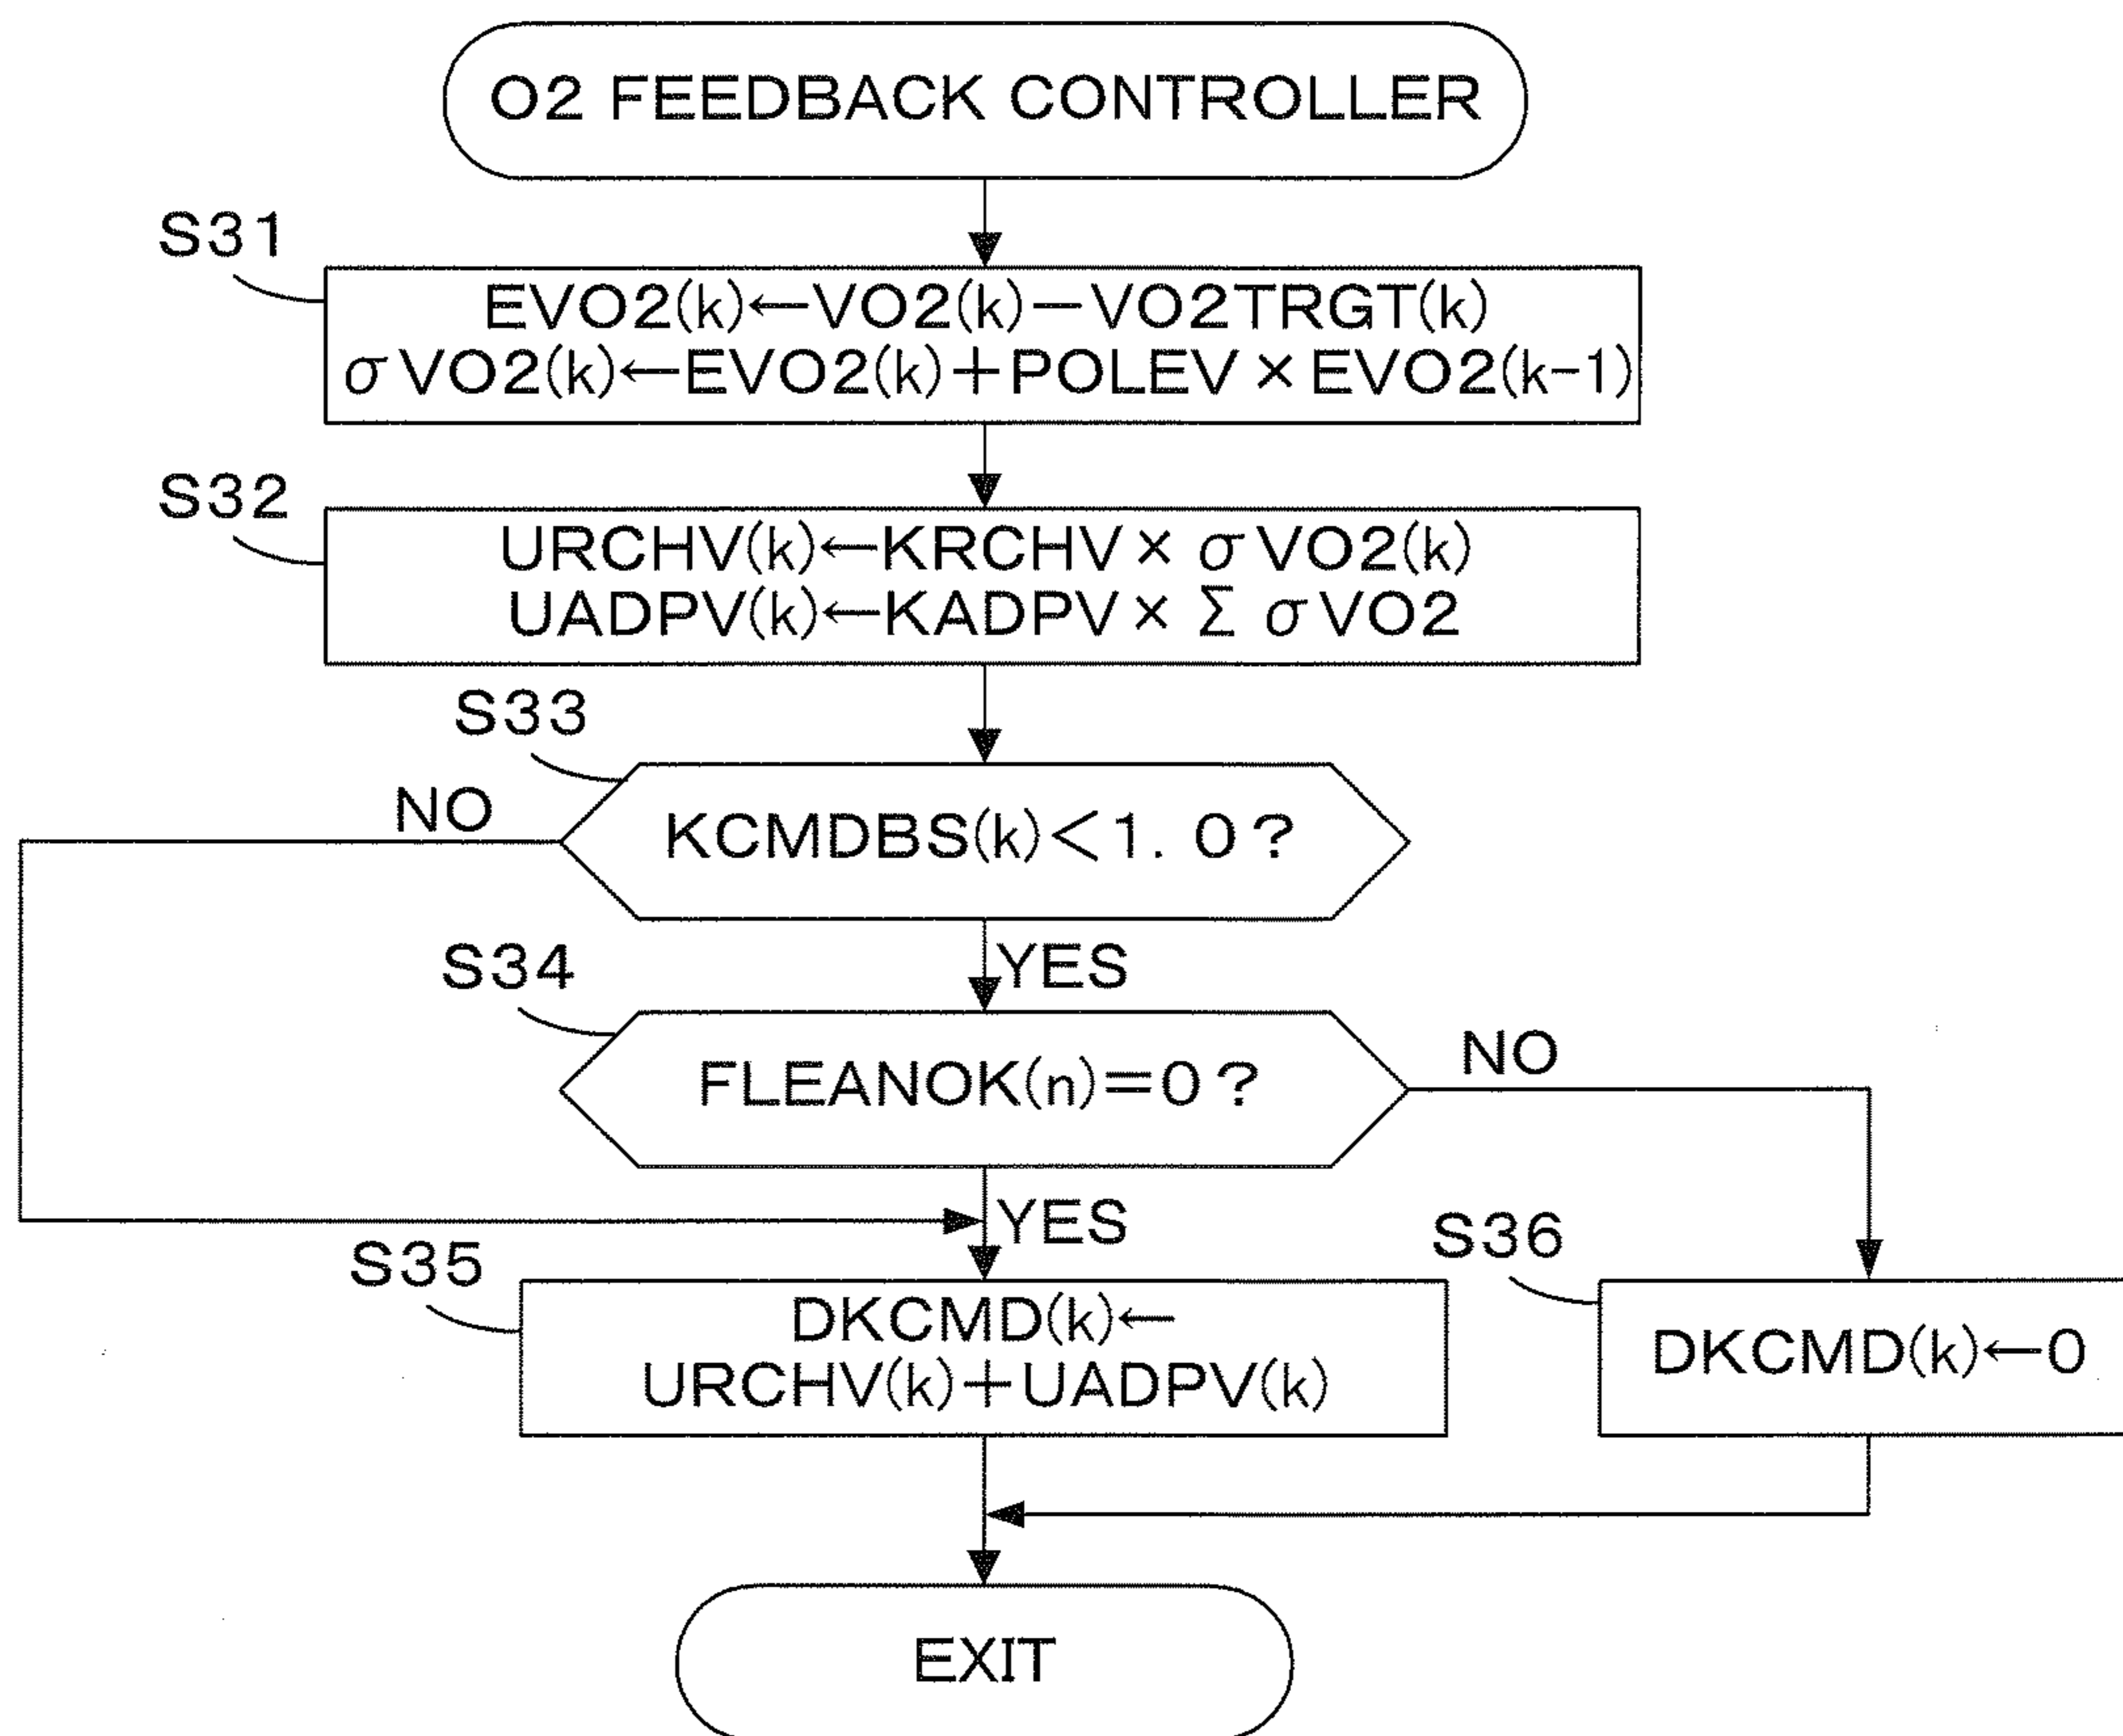 O2 FEEDBACK CONTROLLER
S31
EVO2(k)←VO2(k)−VO2TRGT(k)
σVO2(k)←EVO2(k)+POLEV×EVO2(k-1)
S32
URCHV(k)←KRCHV× σVO2(k)
UADPV(k)←KADPV× Σ σVO2
S33
NO
KCMDBS(k)<1. 0?
YES
S34
FLEANOK(n)=0?
NO
YES
S35
DKCMD(k)←
URCHV(k)+UADPV(k)
S36
DKCMD(k)←0
EXIT